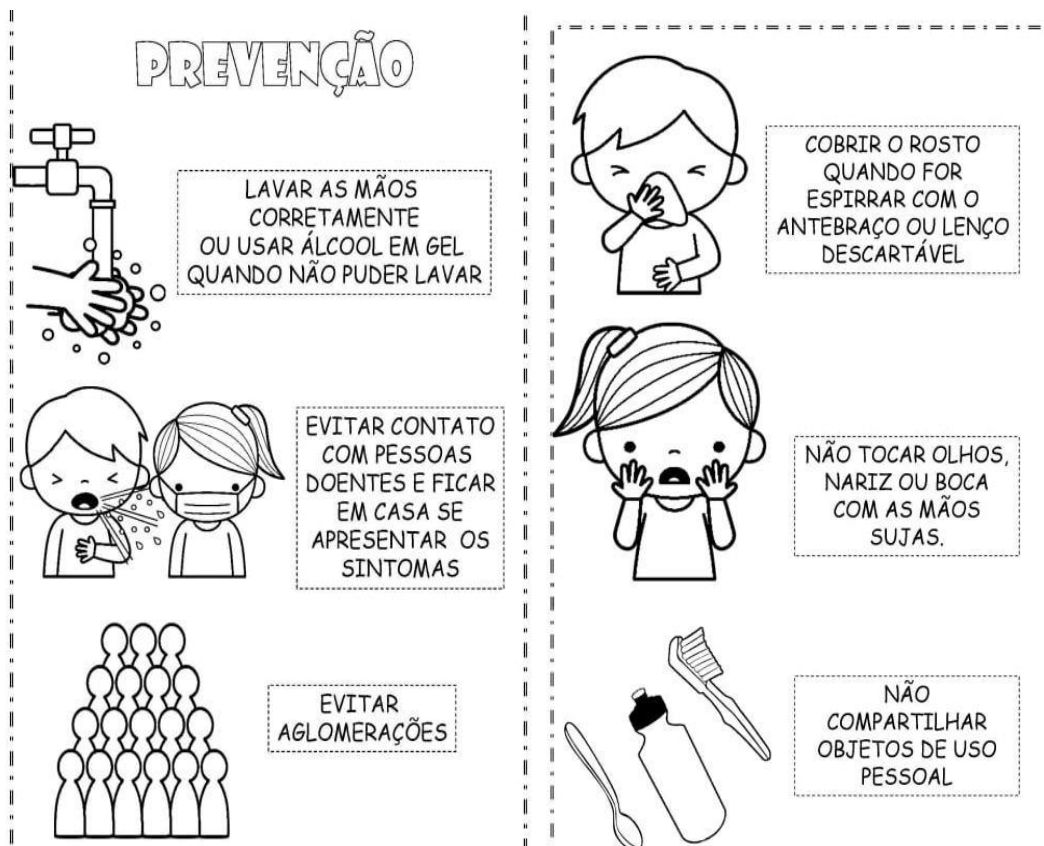 PREVENÇÃO
LAVAR AS MÃOS
CORRETAMENTE
OU USAR ÁLCOOL EM GEL
QUANDO NÃO PUDER LAVAR
EVITAR CONTATO
COM PESSOAS
DOENTES E FICAR
EM CASA SE
APRESENTAR OS
SINTOMAS
EVITAR
AGLOMERAÇÕES
COBRIR O ROSTO
QUANDO FOR
ESPIRRAR COM O
ANTEBRAÇO OU LENÇO
DESCARTÁVEL
NÃO TOCAR OLHOS,
NARIZ OU BOCA
COM AS MÃOS
SUJAS.
NÃO
COMPARTILHAR
OBJETOS DE USO
PESSOAL